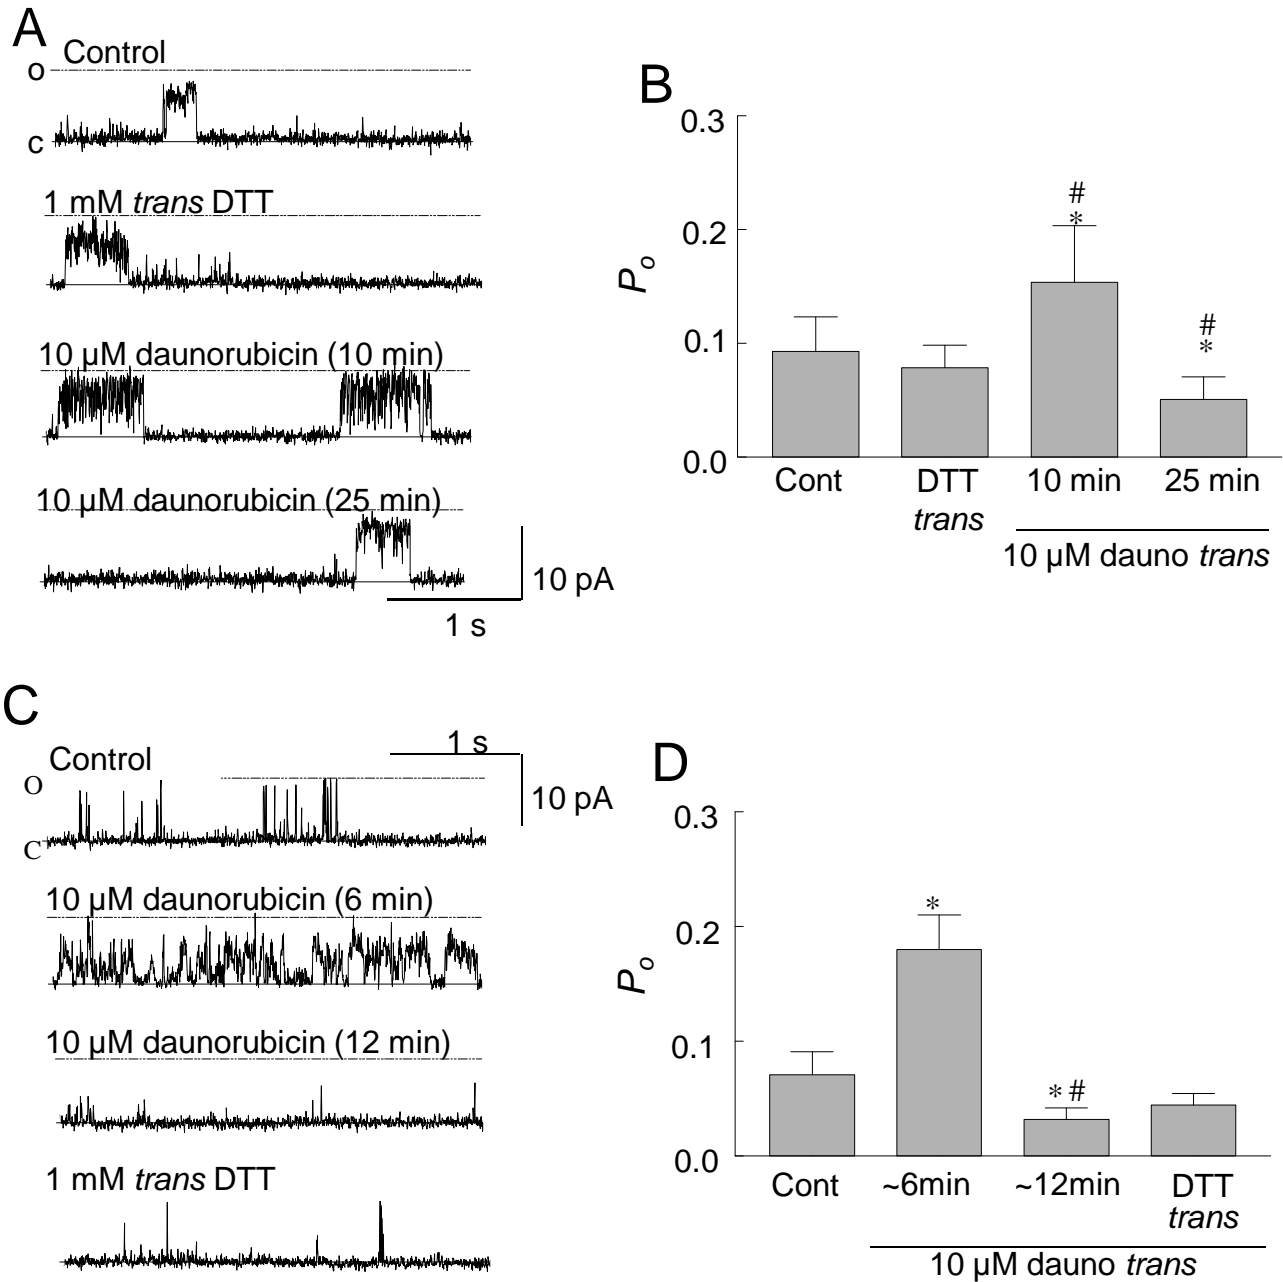 A
Control
o
c
1 mM trans DTT
10 µM daunorubicin (10 min)
10 µM daunorubicin (25 min)
10 pA
1 s
B
0.3
0.2
0.1
0.0
Po
#
*
#
*
Cont
DTT
trans
10 min
25 min
10 µM dauno trans
C
Control
1 s
10 pA
O
C
10 µM daunorubicin (6 min)
10 µM daunorubicin (12 min)
1 mM trans DTT
D
0.3
0.2
0.1
0.0
Po
*
* #
Cont
~6min
~12min
DTT
trans
10 µM dauno trans